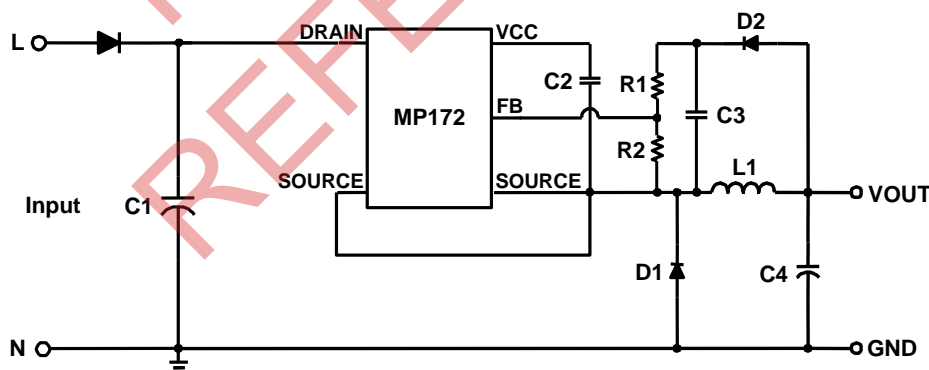 D2
L
DRAIN
VCC
C2
R1
MP172
FB
C3
R2
L1
SOURCE
SOURCE
Input
C1
VOUT
D1
C4
N
GND
REFE